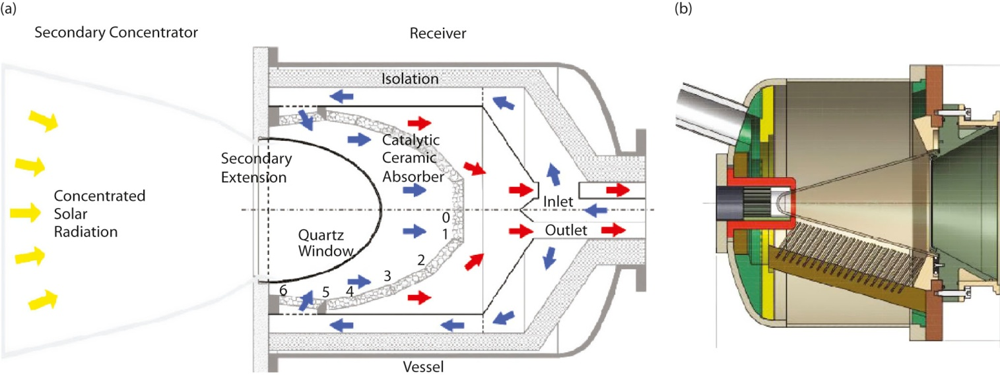 (a)
(b)
Secondary Concentrator
Receiver
Isolation
Catalytic
Ceramic
Absorber
Secondary
Extension
Concentrated
Solar
Radiation
Inlet
0
1
Outlet
Quartz
Window
2
3
4
5
6
Vessel